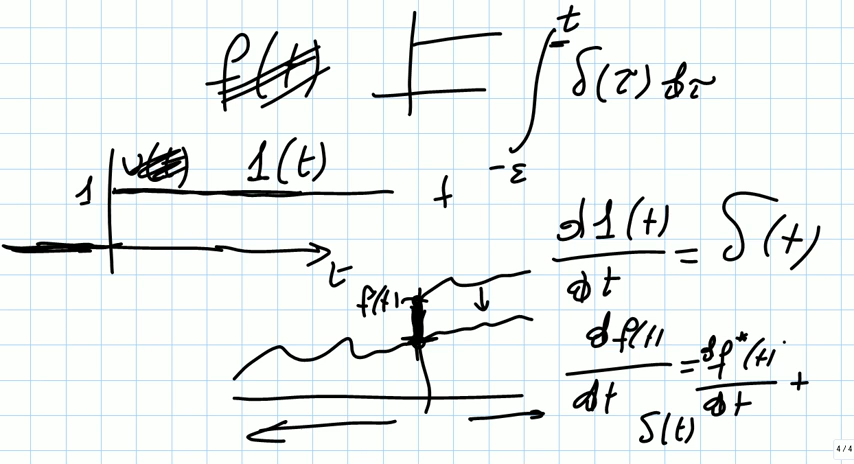 f(t)
∫_{-ε}^{t} δ(τ) dτ
1 u(t) 1(t)
t
d1(t)/dt = δ(t)
f(t)
df(t)/dt = df*(t)/dt +
δ(t)
4/4